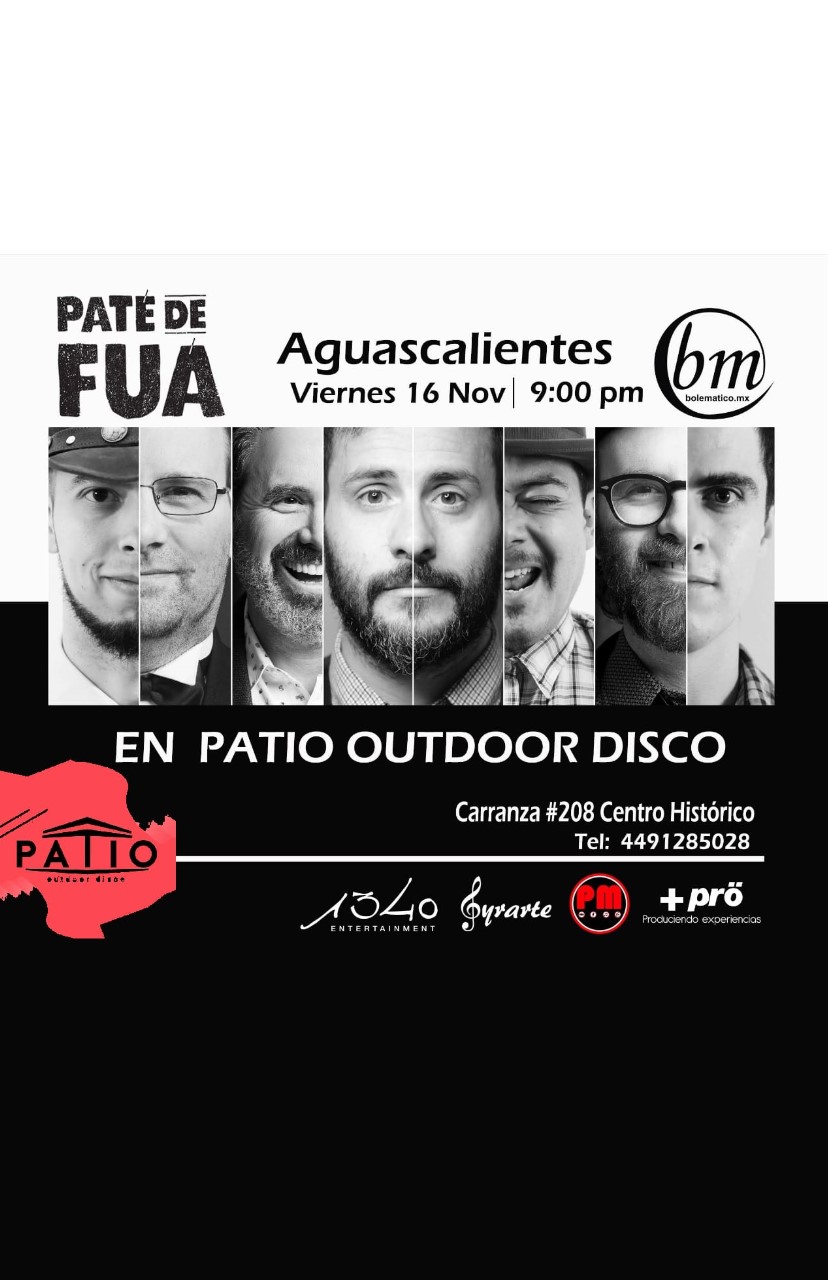 PATÉ DE
FUÁ
Aguascalientes
Viernes 16 Nov | 9:00 pm
bm
bolematico.mx
EN PATIO OUTDOOR DISCO
Carranza #208 Centro Histórico
Tel: 4491285028
PATIO
outdoor disco
1340
ENTERTAINMENT
Syrarte
PM
+prö
Produciendo experiencias